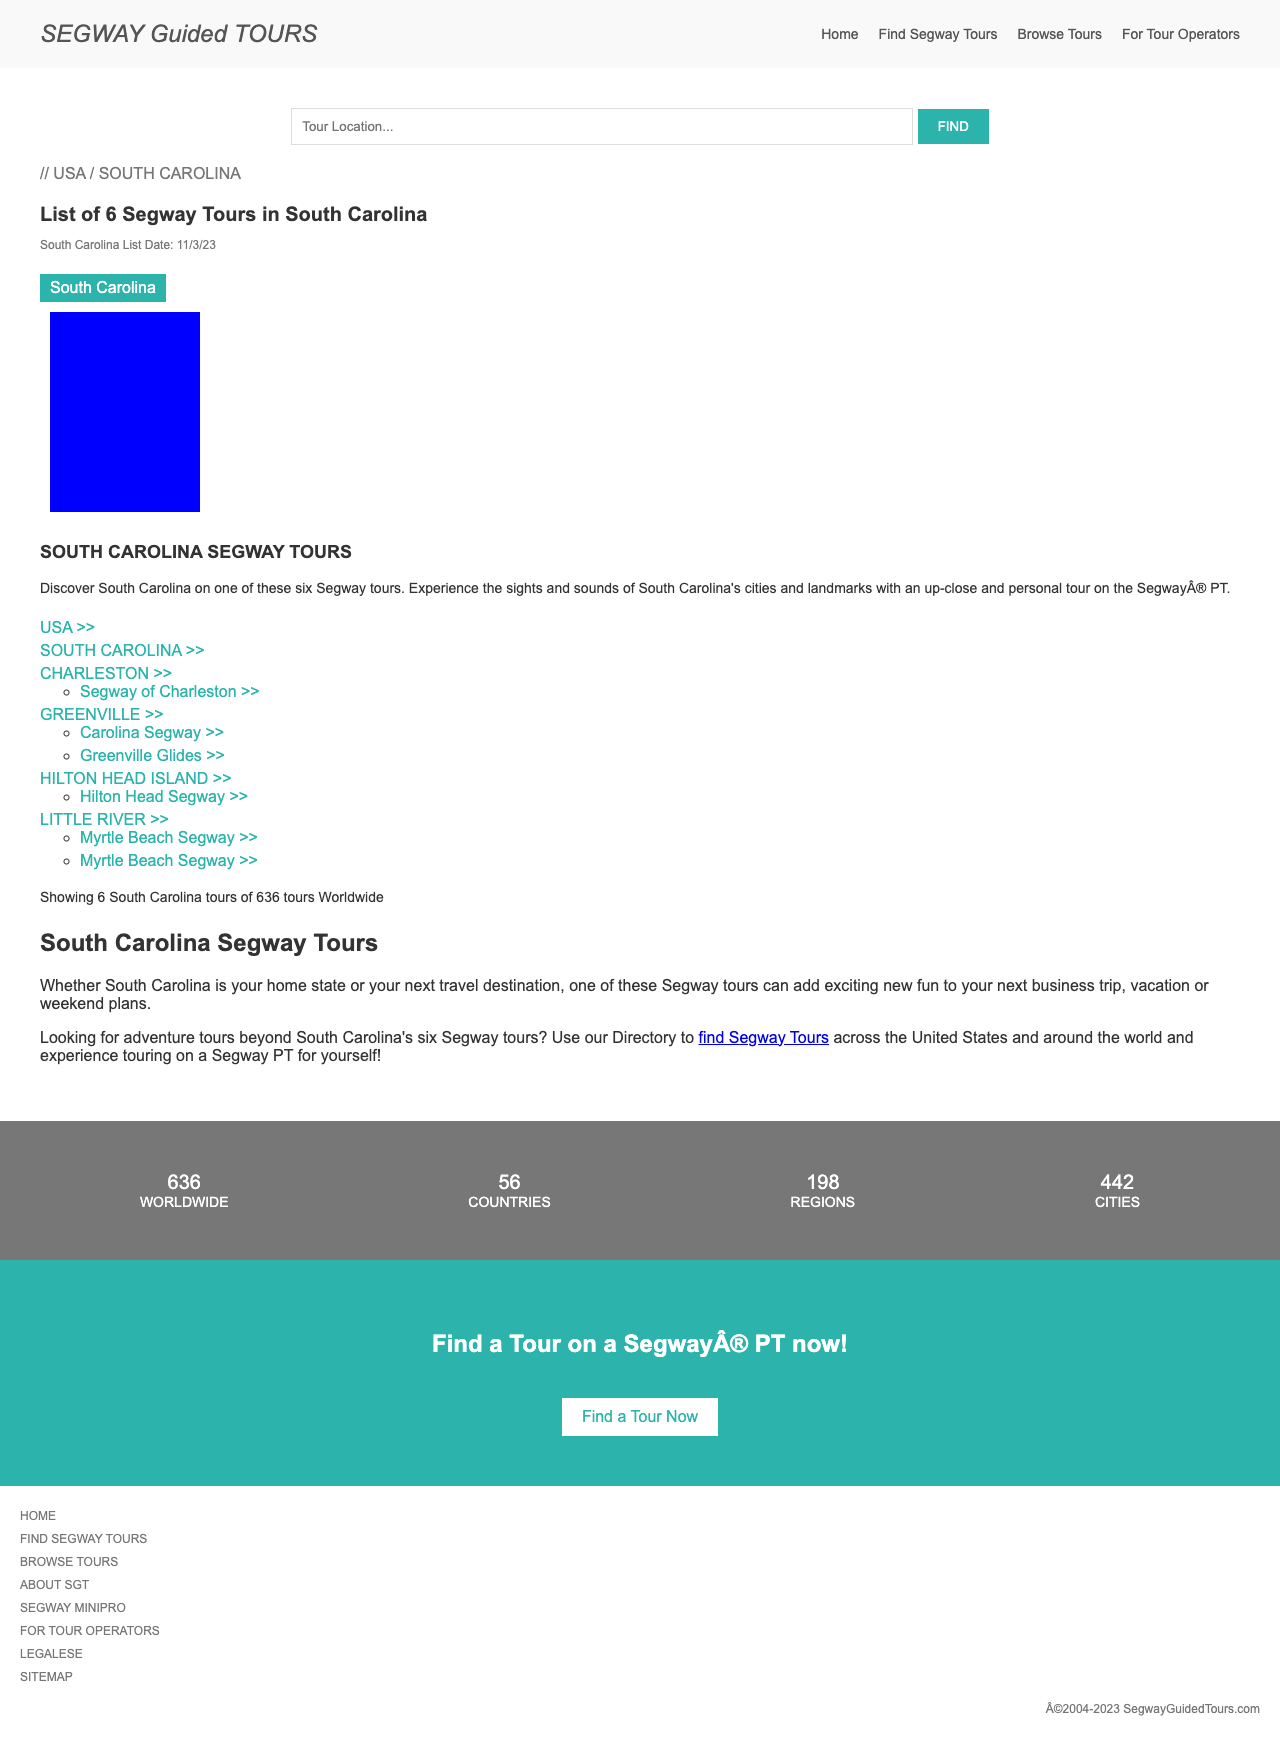 SEGWAY Guided TOURS
Home Find Segway Tours Browse Tours For Tour Operators
Tour Location... FIND
// USA / SOUTH CAROLINA
List of 6 Segway Tours in South Carolina
South Carolina List Date: 11/3/23
South Carolina
SOUTH CAROLINA SEGWAY TOURS
Discover South Carolina on one of these six Segway tours. Experience the sights and sounds of South Carolina's cities and landmarks with an up-close and personal tour on the SegwayÂ® PT.
USA >>
SOUTH CAROLINA >>
CHARLESTON >>
Segway of Charleston >>
GREENVILLE >>
Carolina Segway >>
Greenville Glides >>
HILTON HEAD ISLAND >>
Hilton Head Segway >>
LITTLE RIVER >>
Myrtle Beach Segway >>
Myrtle Beach Segway >>
Showing 6 South Carolina tours of 636 tours Worldwide
South Carolina Segway Tours
Whether South Carolina is your home state or your next travel destination, one of these Segway tours can add exciting new fun to your next business trip, vacation or
weekend plans.
Looking for adventure tours beyond South Carolina's six Segway tours? Use our Directory to find Segway Tours across the United States and around the world and
experience touring on a Segway PT for yourself!
636 56 198 442
WORLDWIDE COUNTRIES REGIONS CITIES
Find a Tour on a SegwayÂ® PT now!
Find a Tour Now
HOME
FIND SEGWAY TOURS
BROWSE TOURS
ABOUT SGT
SEGWAY MINIPRO
FOR TOUR OPERATORS
LEGALESE
SITEMAP
Â©2004-2023 SegwayGuidedTours.com